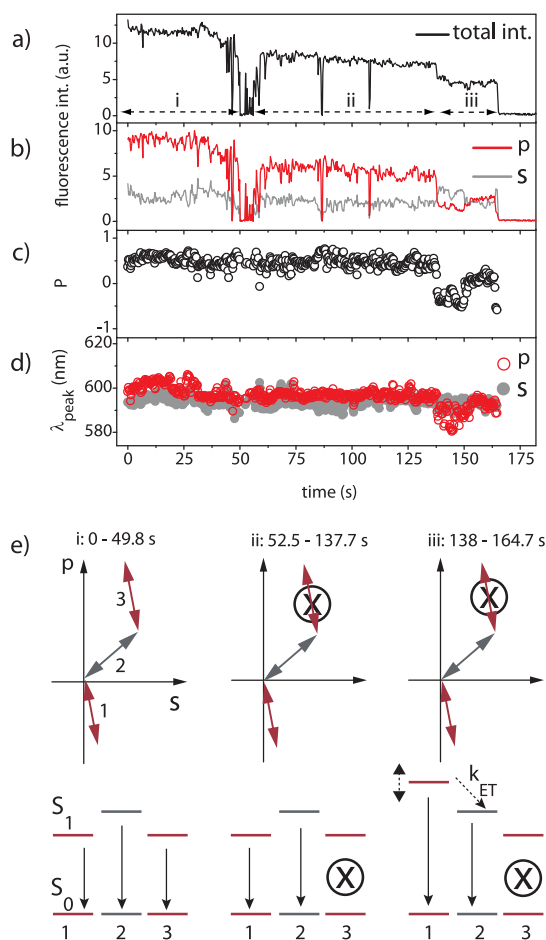 a)
total int.
10
5
0
i
ii
iii
fluorescence int. (a.u.)
b)
10
5
0
p
s
c)
1
0
-1
P
d)
620
600
580
λpeak (nm)
p
s
0 25 50 75 100 125 150 175
time (s)
e)
i: 0 - 49.8 s ii: 52.5 - 137.7 s iii: 138 - 164.7 s
p
3
2
s
1
X
X
kET
S1
X
X
S0
1 2 3 1 2 3 1 2 3